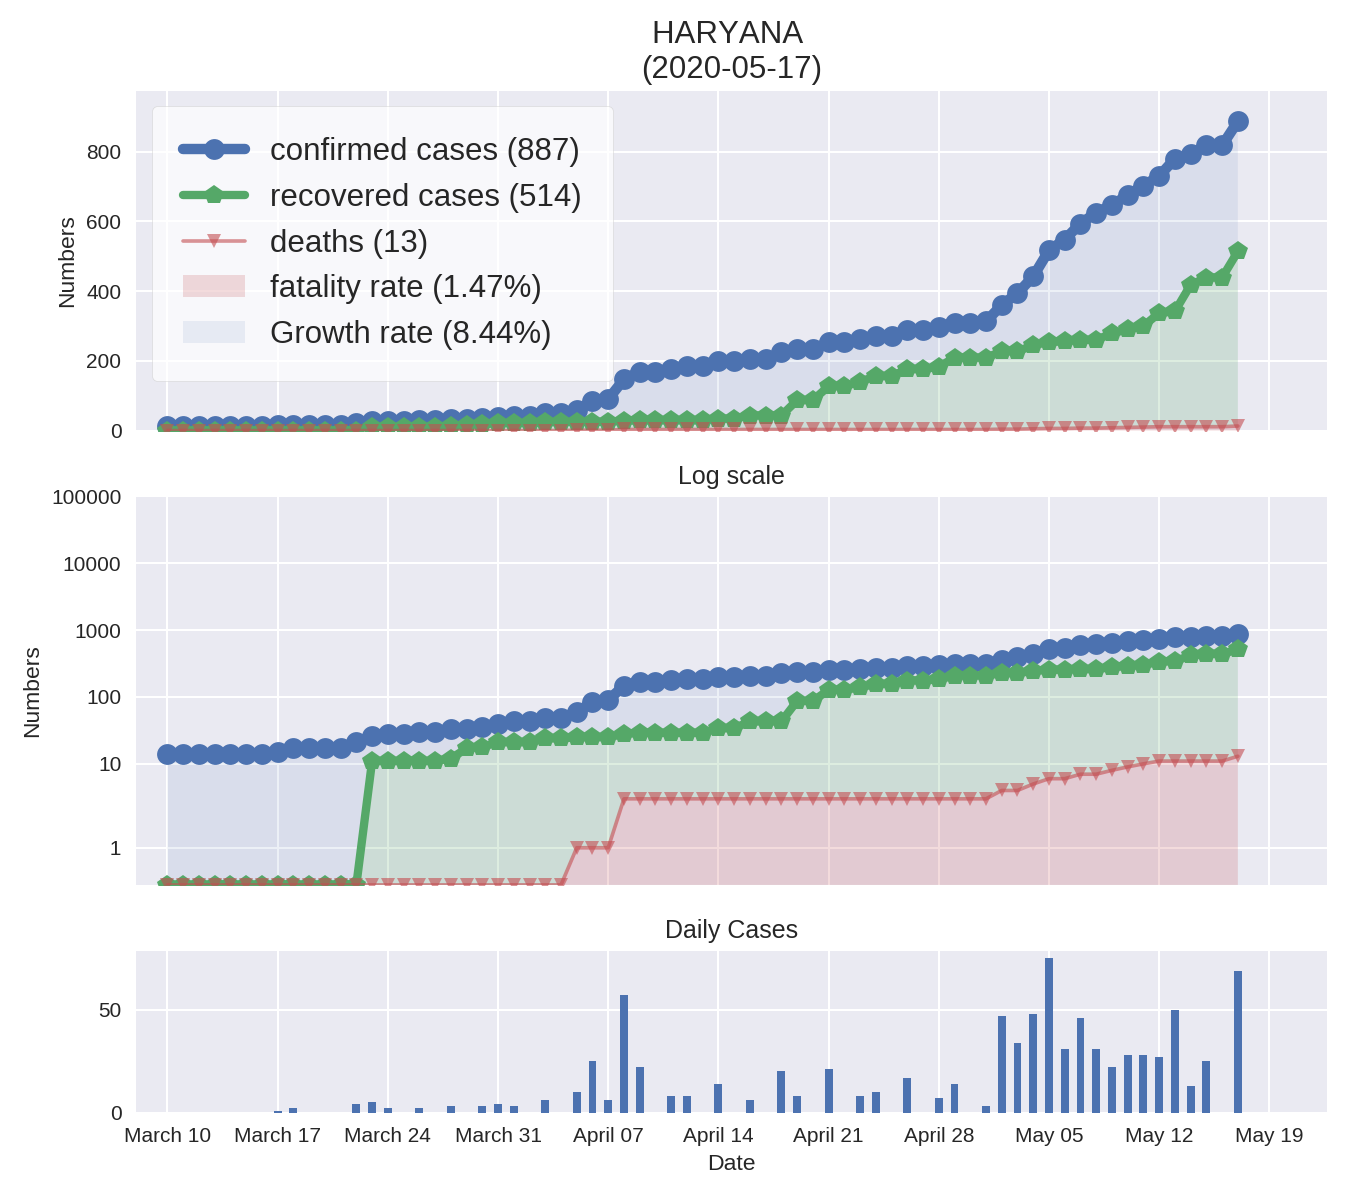 HARYANA
(2020-05-17)
confirmed cases (887)
recovered cases (514)
deaths (13)
fatality rate (1.47%)
Growth rate (8.44%)
Numbers
800
600
400
200
0
Log scale
Numbers
100000
10000
1000
100
10
1
Daily Cases
50
0
March 10 March 17 March 24 March 31 April 07 April 14 April 21 April 28 May 05 May 12 May 19
Date